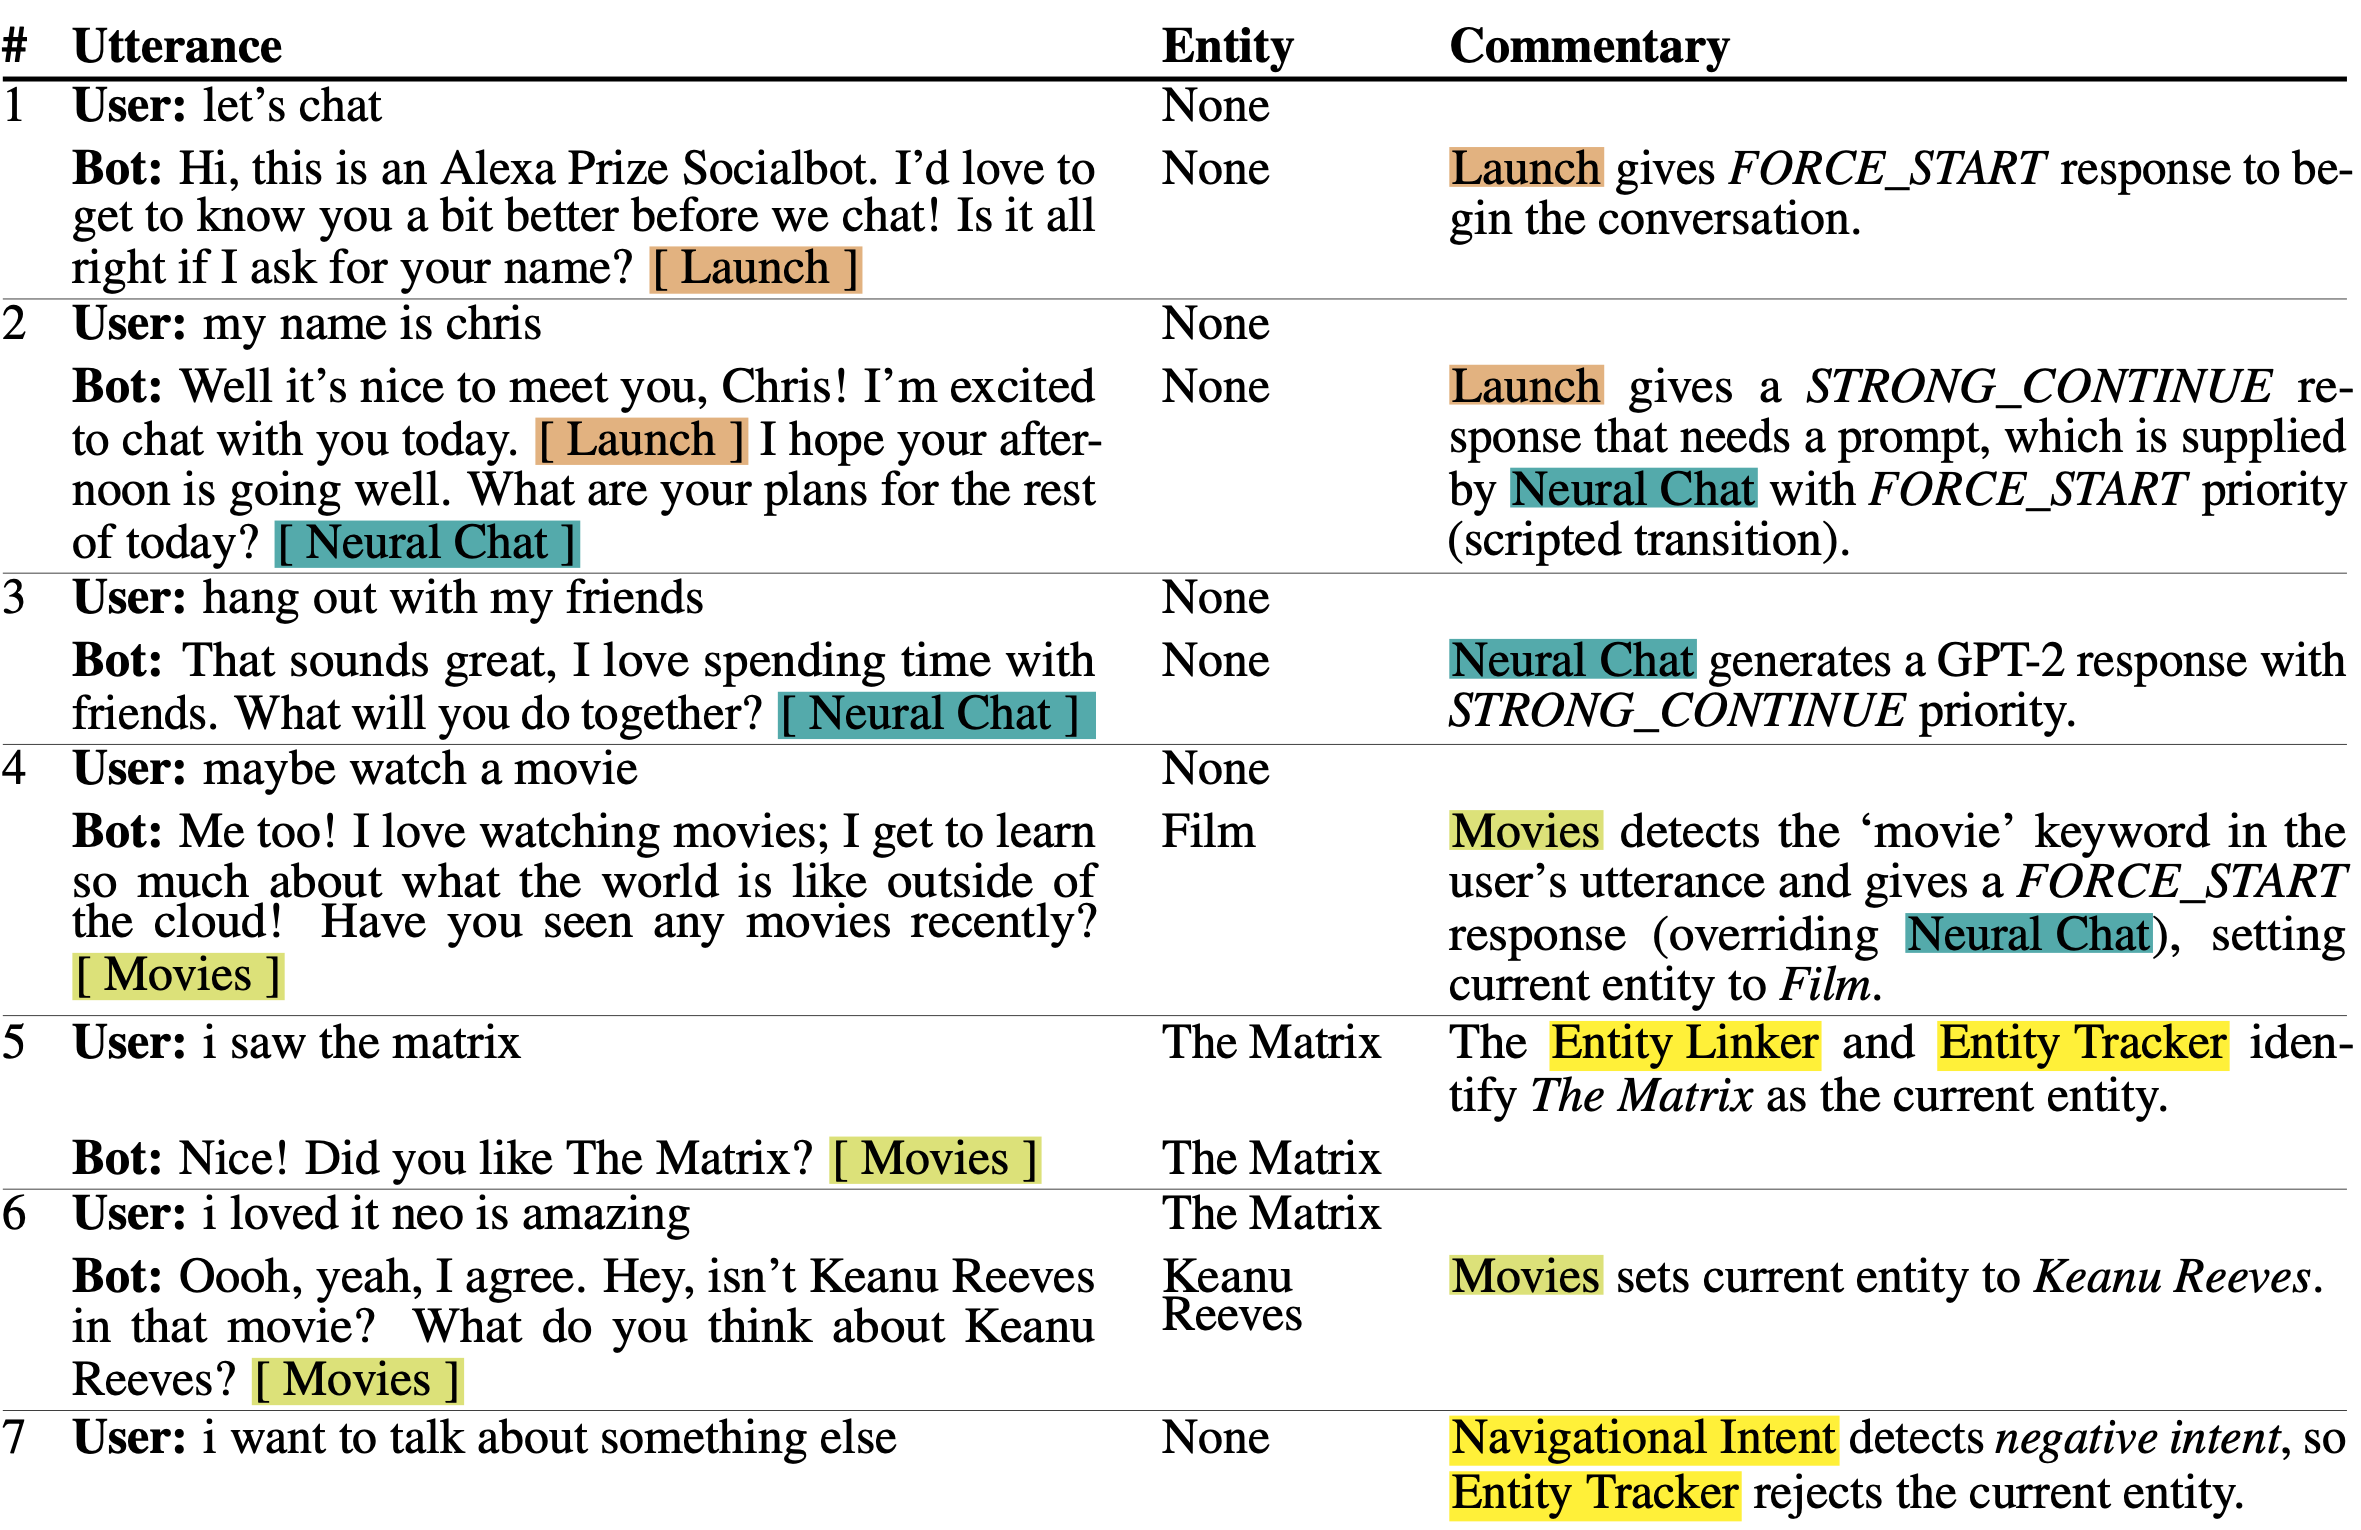 # Utterance Entity Commentary
1 User: let's chat None
Bot: Hi, this is an Alexa Prize Socialbot. I'd love to None Launch gives FORCE_START response to be-
get to know you a bit better before we chat! Is it all gin the conversation.
right if I ask for your name? [ Launch ]
2 User: my name is chris None
Bot: Well it's nice to meet you, Chris! I'm excited None Launch gives a STRONG_CONTINUE re-
to chat with you today. [ Launch ] I hope your after- sponse that needs a prompt, which is supplied
noon is going well. What are your plans for the rest by Neural Chat with FORCE_START priority
of today? [ Neural Chat ] (scripted transition).
3 User: hang out with my friends None
Bot: That sounds great, I love spending time with None Neural Chat generates a GPT-2 response with
friends. What will you do together? [ Neural Chat ] STRONG_CONTINUE priority.
4 User: maybe watch a movie None
Bot: Me too! I love watching movies; I get to learn Film Movies detects the ‘movie’ keyword in the
so much about what the world is like outside of user's utterance and gives a FORCE_START
the cloud! Have you seen any movies recently? response (overriding Neural Chat), setting
[ Movies ] current entity to Film.
5 User: i saw the matrix The Matrix The Entity Linker and Entity Tracker iden-
tify The Matrix as the current entity.
Bot: Nice! Did you like The Matrix? [ Movies ] The Matrix
6 User: i loved it neo is amazing The Matrix
Bot: Oooh, yeah, I agree. Hey, isn't Keanu Reeves Keanu Movies sets current entity to Keanu Reeves.
in that movie? What do you think about Keanu Reeves
Reeves? [ Movies ]
7 User: i want to talk about something else None Navigational Intent detects negative intent, so
Entity Tracker rejects the current entity.